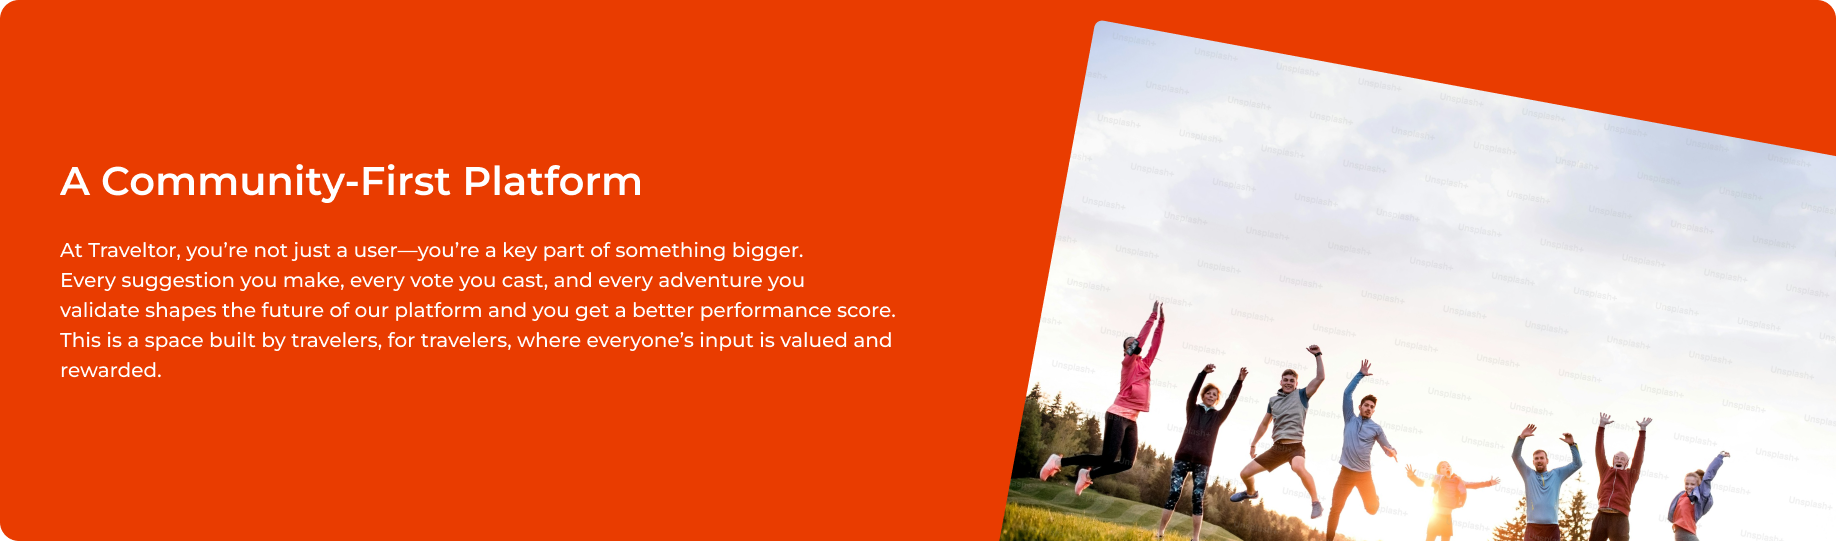 A Community-First Platform
At Traveltor, you’re not just a user—you’re a key part of something bigger.
Every suggestion you make, every vote you cast, and every adventure you
validate shapes the future of our platform and you get a better performance score.
This is a space built by travelers, for travelers, where everyone’s input is valued and
rewarded.
Unsplash+